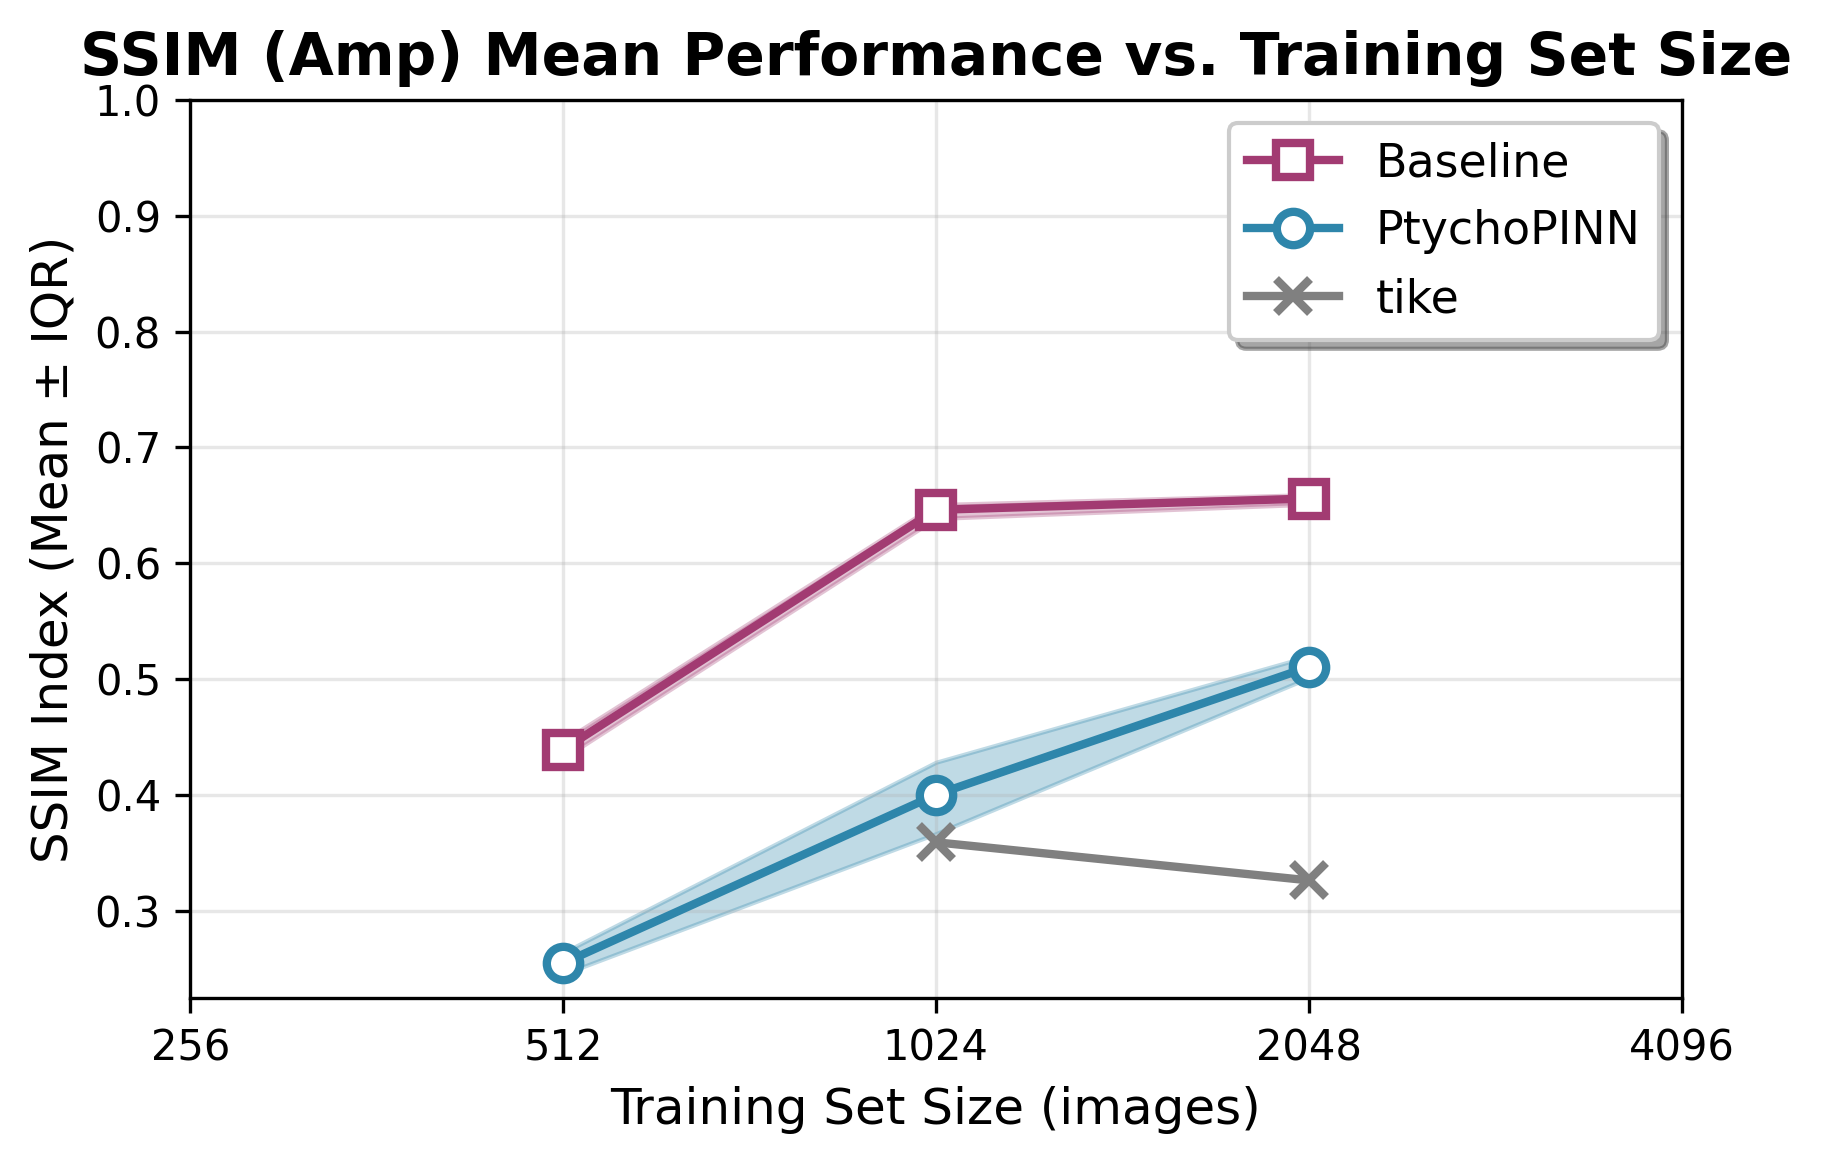 SSIM (Amp) Mean Performance vs. Training Set Size
SSIM Index (Mean ± IQR)
1.0
0.9
0.8
0.7
0.6
0.5
0.4
0.3
Baseline
PtychoPINN
tike
256 512 1024 2048 4096
Training Set Size (images)